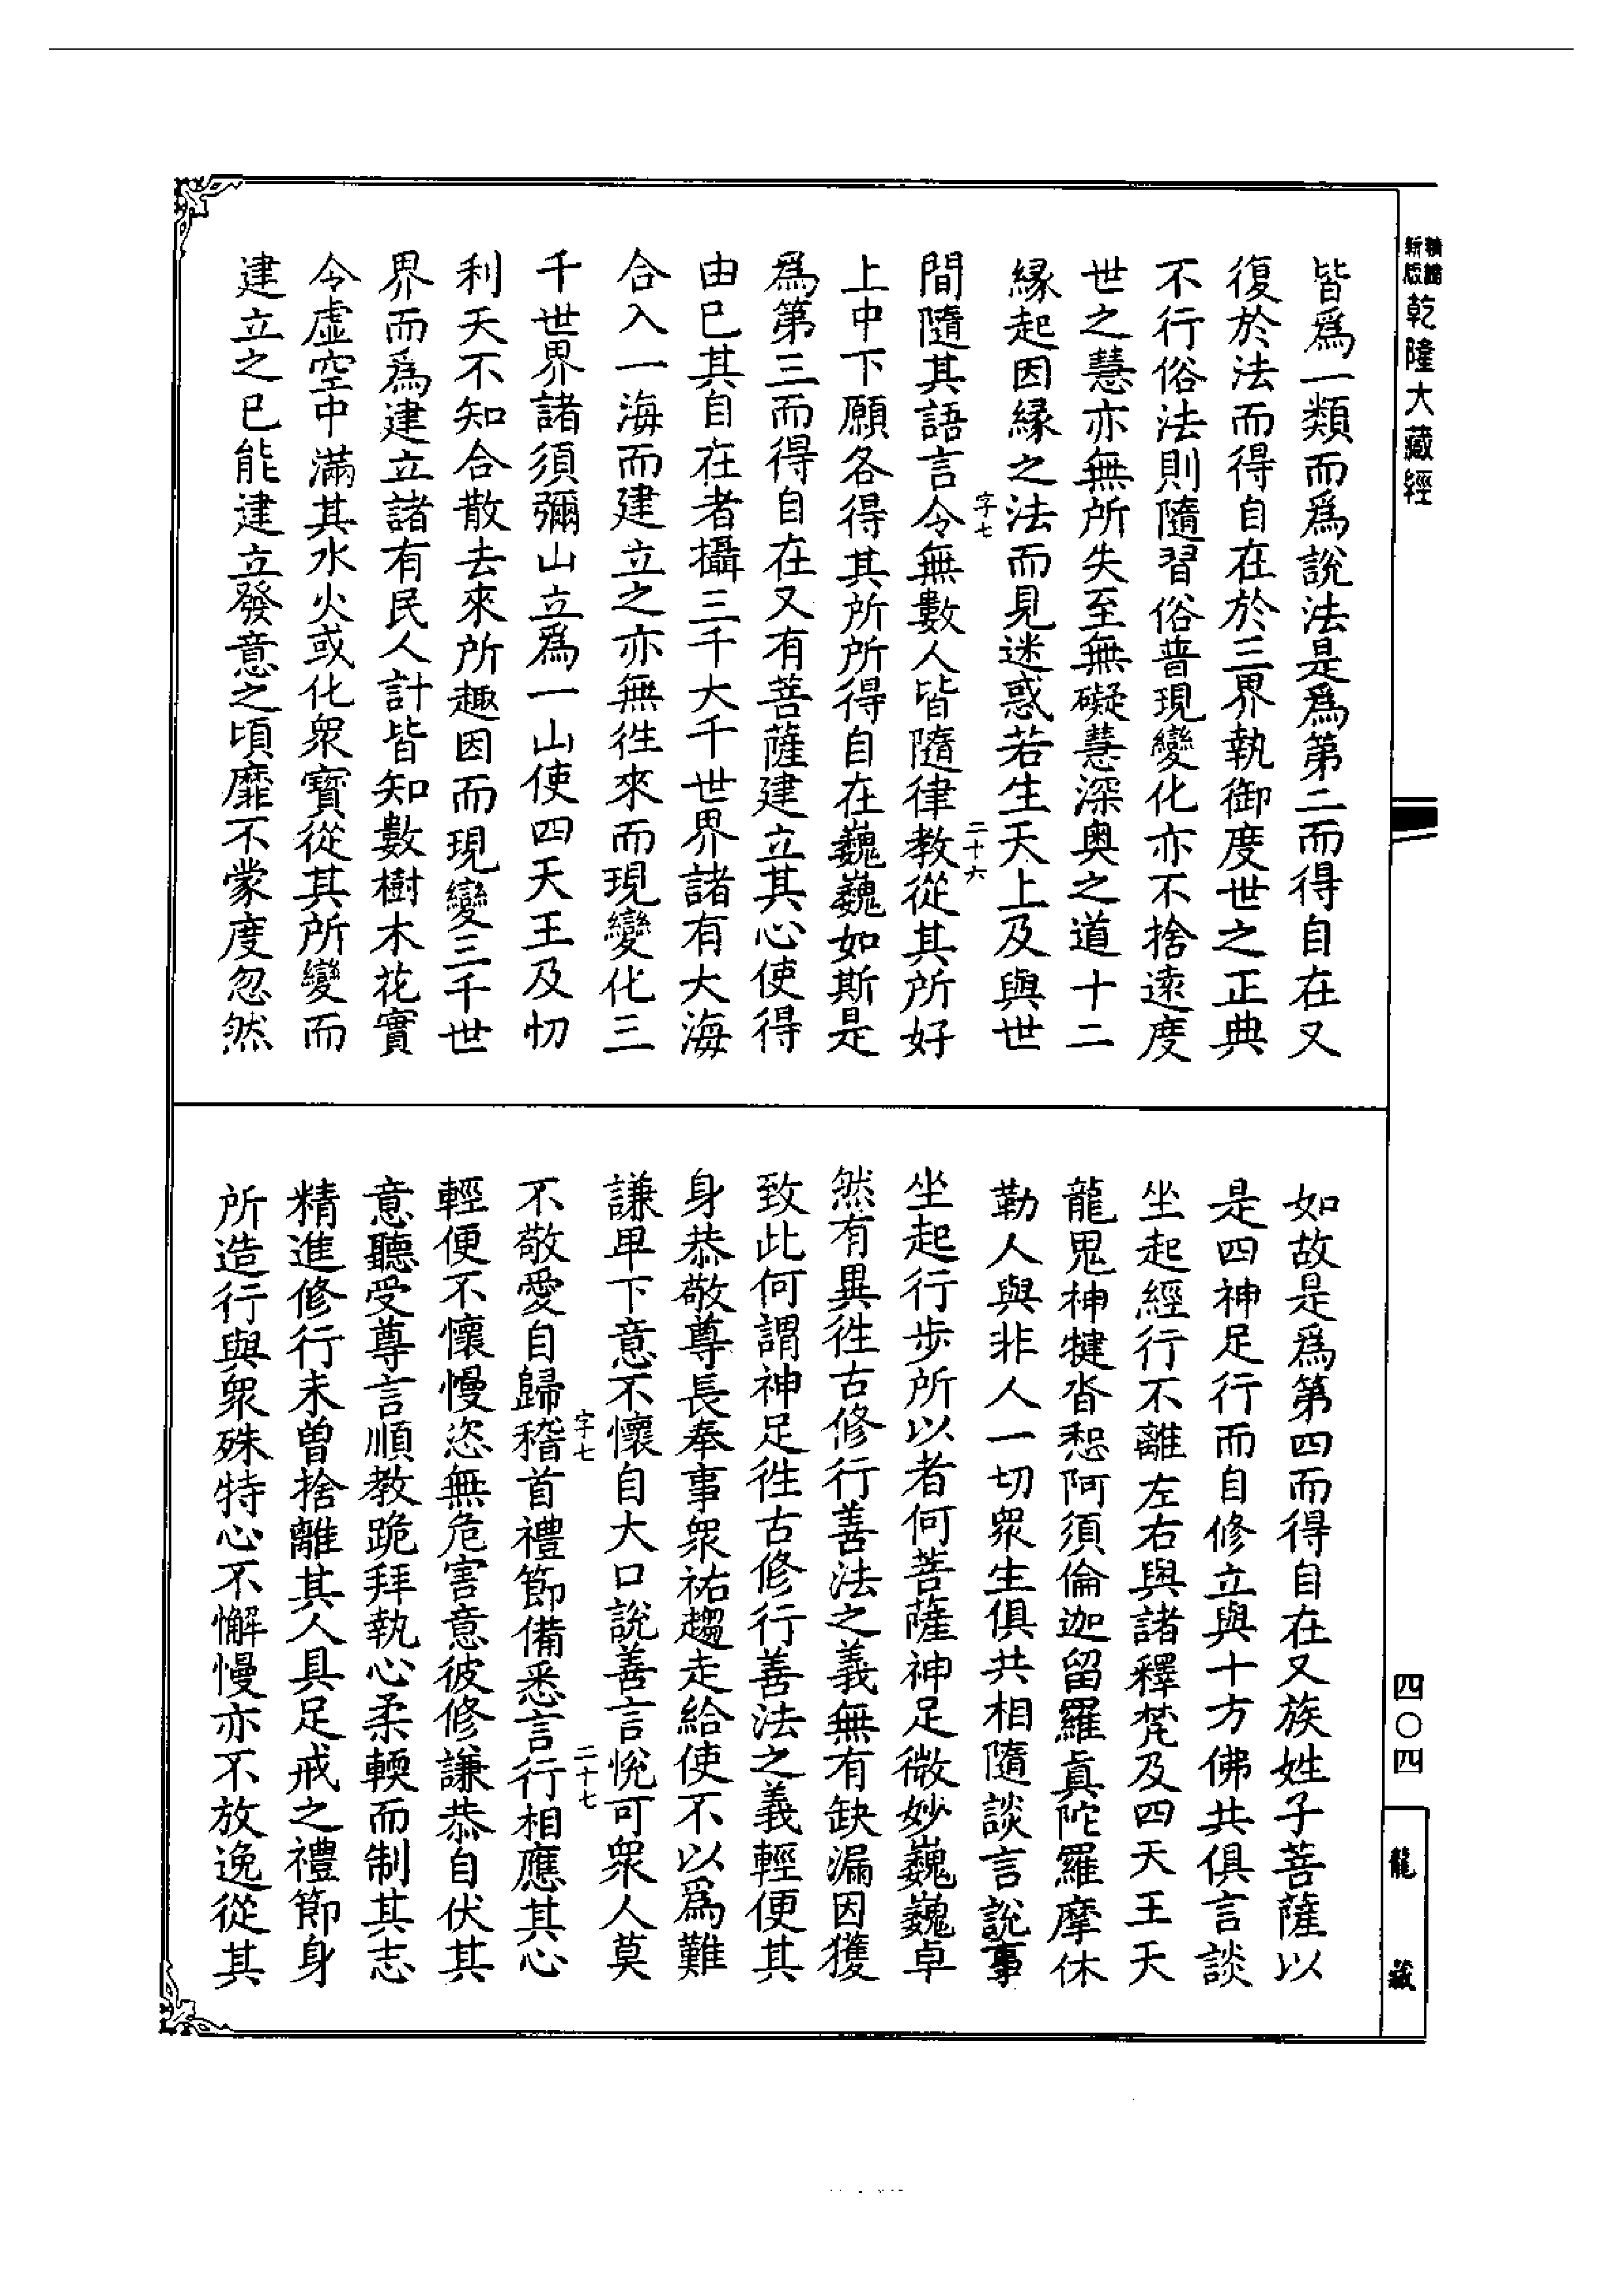 乾隆大藏經
皆爲一類而爲說法是爲第二而得自在又
復於法而得自在於三界執御度世之正典
不行俗法則隨習俗普現變化亦不捨遠度
世之慧亦無所失至無礙慧深奧之道十二
緣起因緣之法而見迷惑若生天上及與世
字七
二十六
間隨其語言令無數人皆隨律教從其所好
上中下願各得其所所得自在巍巍如斯是
爲第三而得自在又有菩薩建立其心使得
由已其自在者攝三千大千世界諸有大海
合入一海而建立之亦無徃來而現變化三
千世界諸須彌山立爲一山使四天王及忉
利天不知合散去來所趣因而現變三千世
界而爲建立諸有民人計皆知數樹木花實
令虛空中滿其水火或化衆寶從其所變而
建立之已能建立發意之頃靡不蒙度忽然
如故是爲第四而得自在又族姓子菩薩以
是四神足行而自修立與十方佛共俱言談
坐起經行不離左右與諸釋梵及四天王天
龍鬼神犍沓惒阿須倫迦留羅眞陀羅摩休
勒人與非人一切衆生俱共相隨談言說事
坐起行步所以者何菩薩神足微妙巍巍卓
然有異徃古修行善法之義無有缺漏因獲
致此何謂神足徃古修行善法之義輕便其
身恭敬尊長奉事衆祐趨走給使不以爲難
謙卑下意不懷自大口說善言悅可衆人莫
字七
二十七
不敬愛自歸稽首禮節備悉言行相應其心
輕便不懷慢恣無危害意彼修謙恭自伏其
意聽受尊言順教跪拜執心柔輭而制其志
精進修行未曾捨離其人具足戒之禮節身
所造行與衆殊特心不懈慢亦不放逸從其
四〇四
龍藏